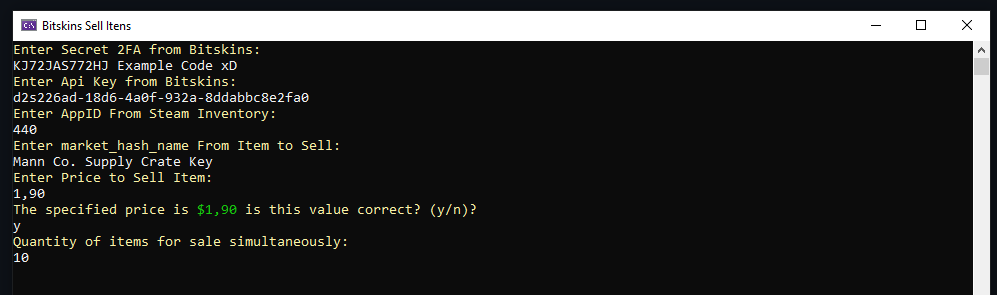 Bitskins Sell Itens
Enter Secret 2FA from Bitskins:
KJ72JAS772HJ Example Code xD
Enter Api Key from Bitskins:
d2s226ad-18d6-4a0f-932a-8ddabbc8e2fa0
Enter AppID From Steam Inventory:
440
Enter market_hash_name From Item to Sell:
Mann Co. Supply Crate Key
Enter Price to Sell Item:
1,90
The specified price is $1,90 is this value correct? (y/n)?
y
Quantity of items for sale simultaneously:
10